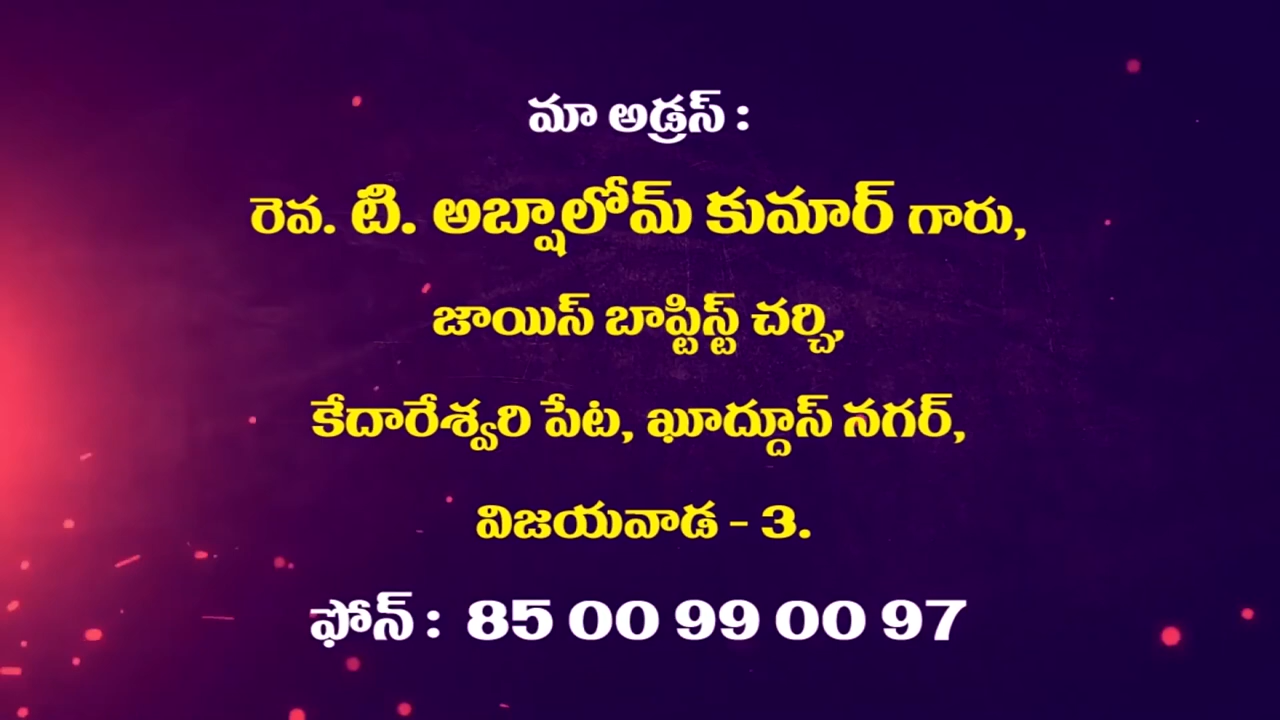 మా అడ్రస్ :
రెవ. టి. అబ్షాలోమ్ కుమార్ గారు,
జాయిస్ బాప్టిస్ట్ చర్చి,
కేదారేశ్వరి పేట, ఖూద్దూస్ నగర్,
విజయవాడ - 3.
ఫోన్ : 85 00 99 00 97